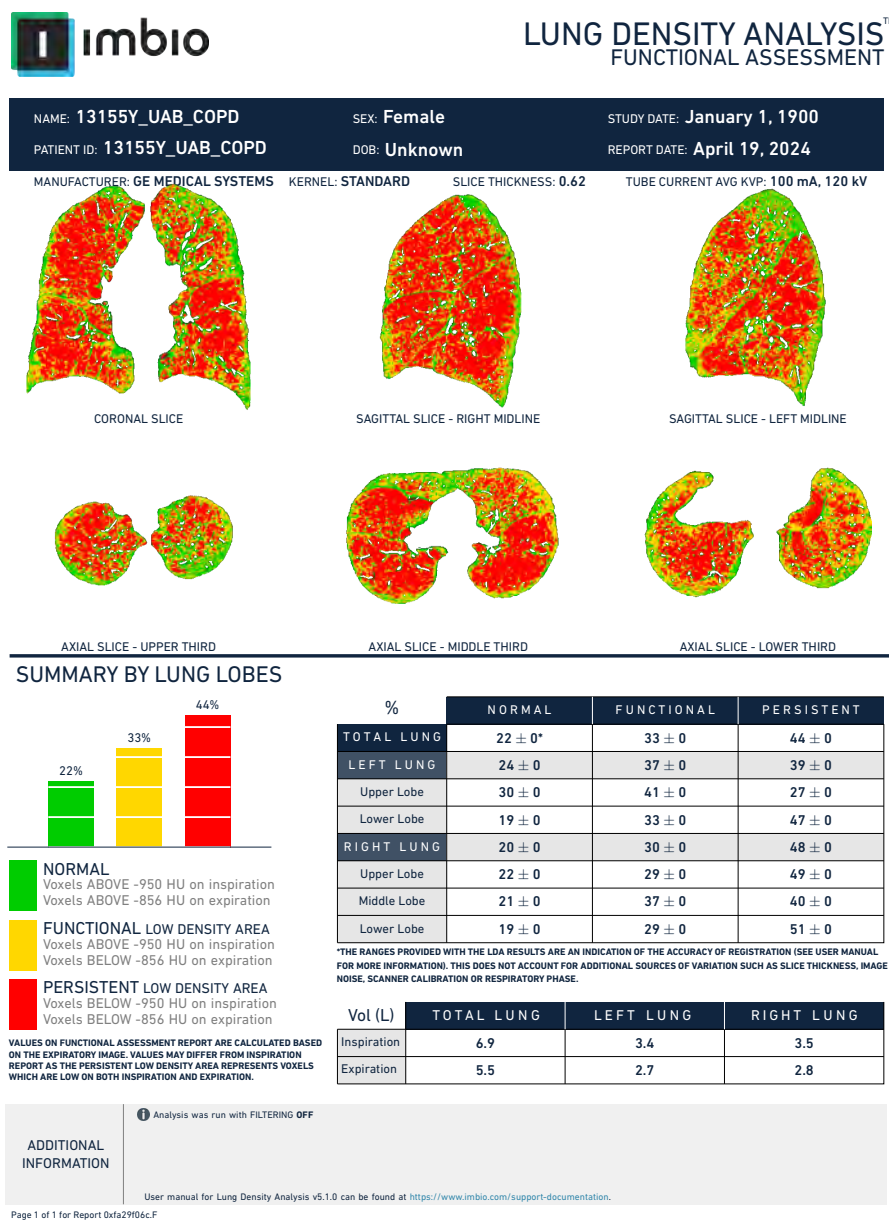 imbio
LUNG DENSITY ANALYSIS™
FUNCTIONAL ASSESSMENT
NAME: 13155Y_UAB_COPD
SEX: Female
STUDY DATE: January 1, 1900
PATIENT ID: 13155Y_UAB_COPD
DOB: Unknown
REPORT DATE: April 19, 2024
MANUFACTURER: GE MEDICAL SYSTEMS KERNEL: STANDARD SLICE THICKNESS: 0.62 TUBE CURRENT AVG KVP: 100 mA, 120 kV
CORONAL SLICE
SAGITTAL SLICE - RIGHT MIDLINE
SAGITTAL SLICE - LEFT MIDLINE
AXIAL SLICE - UPPER THIRD
AXIAL SLICE - MIDDLE THIRD
AXIAL SLICE - LOWER THIRD
SUMMARY BY LUNG LOBES
22%
33%
44%
NORMAL
Voxels ABOVE -950 HU on inspiration
Voxels ABOVE -856 HU on expiration
FUNCTIONAL LOW DENSITY AREA
Voxels ABOVE -950 HU on inspiration
Voxels BELOW -856 HU on expiration
PERSISTENT LOW DENSITY AREA
Voxels BELOW -950 HU on inspiration
Voxels BELOW -856 HU on expiration
VALUES ON FUNCTIONAL ASSESSMENT REPORT ARE CALCULATED BASED
ON THE EXPIRATORY IMAGE. VALUES MAY DIFFER FROM INSPIRATION
REPORT AS THE PERSISTENT LOW DENSITY AREA REPRESENTS VOXELS
WHICH ARE LOW ON BOTH INSPIRATION AND EXPIRATION.
% NORMAL FUNCTIONAL PERSISTENT
TOTAL LUNG 22 ± 0* 33 ± 0 44 ± 0
LEFT LUNG 24 ± 0 37 ± 0 39 ± 0
Upper Lobe 30 ± 0 41 ± 0 27 ± 0
Lower Lobe 19 ± 0 33 ± 0 47 ± 0
RIGHT LUNG 20 ± 0 30 ± 0 48 ± 0
Upper Lobe 22 ± 0 29 ± 0 49 ± 0
Middle Lobe 21 ± 0 37 ± 0 40 ± 0
Lower Lobe 19 ± 0 29 ± 0 51 ± 0
*THE RANGES PROVIDED WITH THE LDA RESULTS ARE AN INDICATION OF THE ACCURACY OF REGISTRATION (SEE USER MANUAL
FOR MORE INFORMATION). THIS DOES NOT ACCOUNT FOR ADDITIONAL SOURCES OF VARIATION SUCH AS SLICE THICKNESS, IMAGE
NOISE, SCANNER CALIBRATION OR RESPIRATORY PHASE.
Vol (L) TOTAL LUNG LEFT LUNG RIGHT LUNG
Inspiration 6.9 3.4 3.5
Expiration 5.5 2.7 2.8
ADDITIONAL
INFORMATION
Analysis was run with FILTERING OFF
User manual for Lung Density Analysis v5.1.0 can be found at https://www.imbio.com/support-documentation.
Page 1 of 1 for Report 0xfa29f06c.F